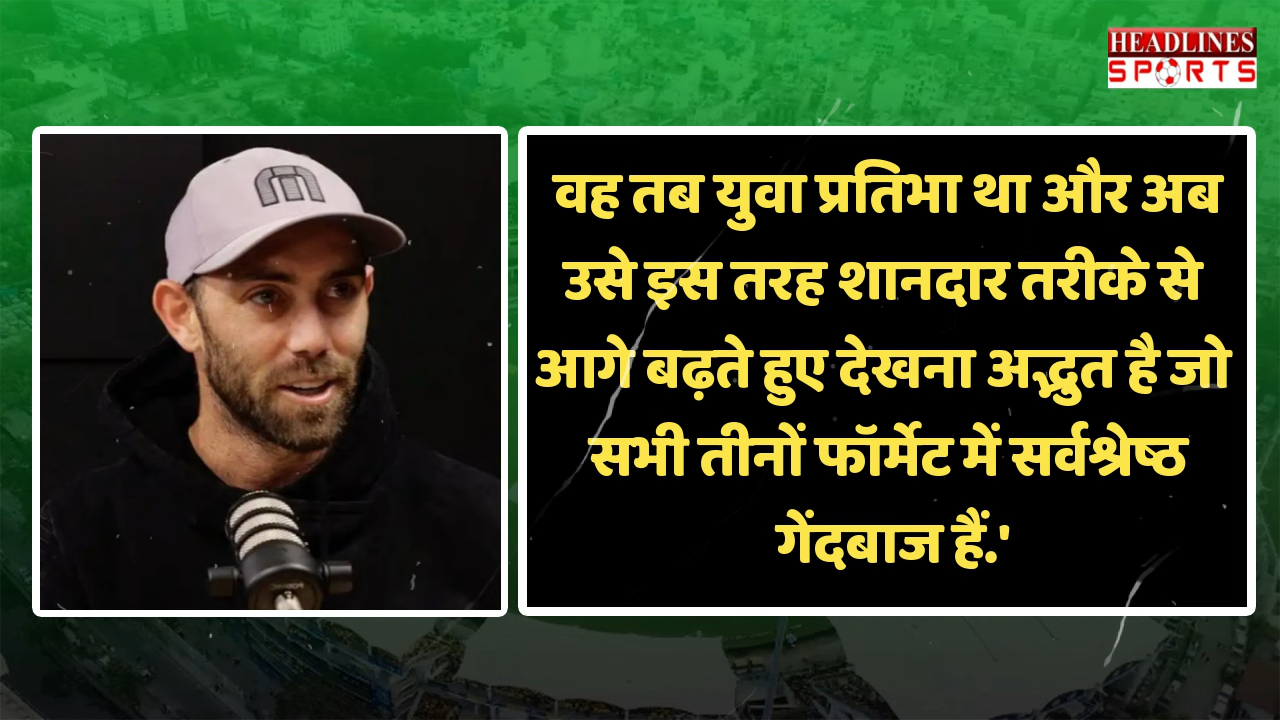 HEADLINES
SPORTS
वह तब युवा प्रतिभा था और अब
उसे इस तरह शानदार तरीके से
आगे बढ़ते हुए देखना अद्भुत है जो
सभी तीनों फॉर्मेट में सर्वश्रेष्ठ
गेंदबाज हैं.'